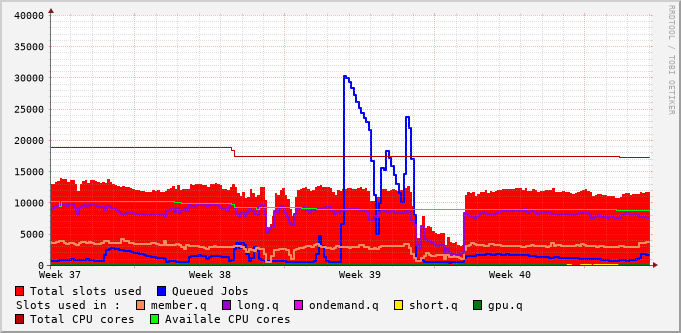 RRDTOOL / TOBI OETIKER
40000
35000
30000
25000
20000
15000
10000
5000
0
Week 37 Week 38 Week 39 Week 40
Total slots used Queued Jobs
Slots used in : member.q long.q ondemand.q short.q gpu.q
Total CPU cores Availale CPU cores